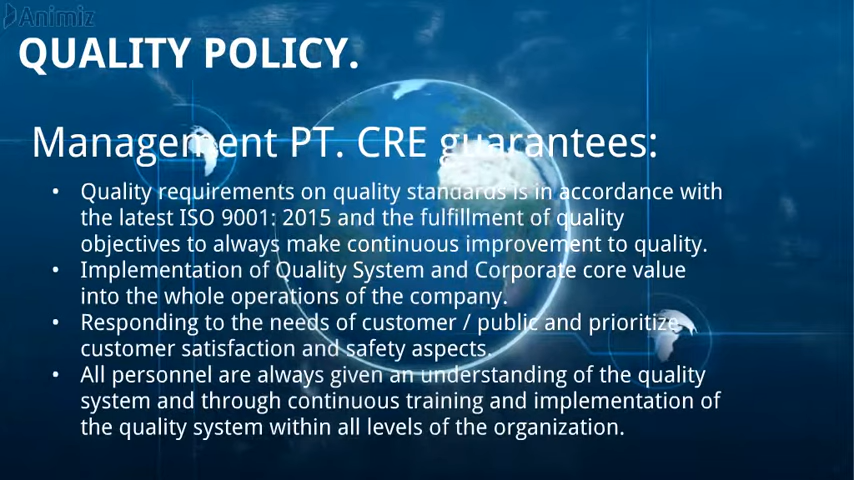 Animiz
QUALITY POLICY.
Management PT. CRE guarantees:
• Quality requirements on quality standards is in accordance with
the latest ISO 9001: 2015 and the fulfillment of quality
objectives to always make continuous improvement to quality.
• Implementation of Quality System and Corporate core value
into the whole operations of the company.
• Responding to the needs of customer / public and prioritize
customer satisfaction and safety aspects.
• All personnel are always given an understanding of the quality
system and through continuous training and implementation of
the quality system within all levels of the organization.